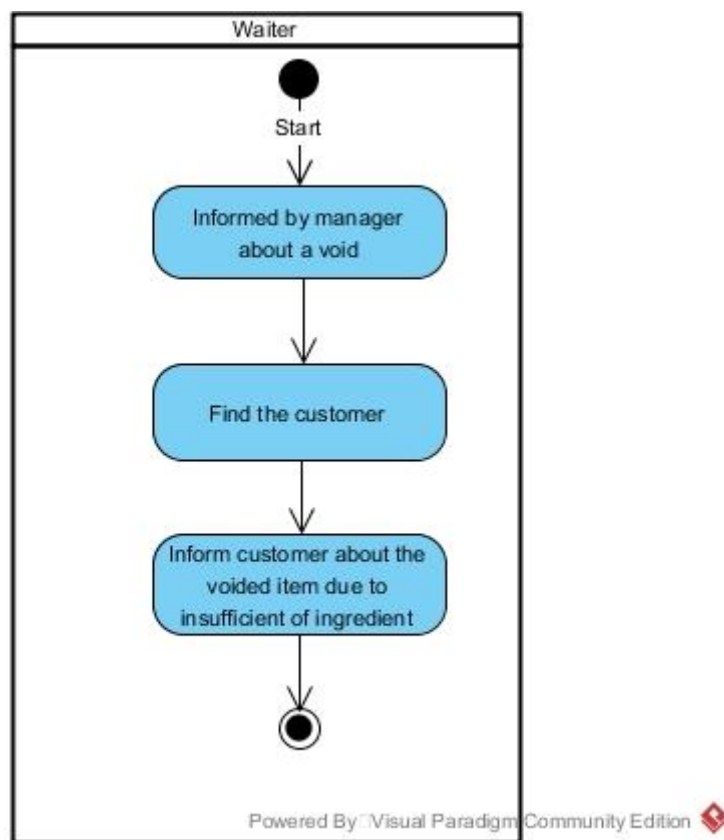 Waiter
Start
Informed by manager
about a void
Find the customer
Inform customer about the
voided item due to
insufficient of ingredient
Powered By Visual Paradigm Community Edition